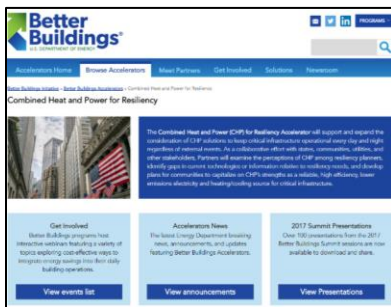 Better
Buildings®
U.S. DEPARTMENT OF ENERGY
PROGRAMS
Accelerators Home
Browse Accelerators
Meet Partners
Get Involved
Solutions
Newsroom
Better Buildings Initiative » Better Buildings Accelerators » Combined Heat and Power for Resiliency
Combined Heat and Power for Resiliency
The Combined Heat and Power (CHP) for Resiliency Accelerator will support and expand the
consideration of CHP solutions to keep critical infrastructure operational every day and night
regardless of external events. As a collaborative effort with states, communities, utilities, and
other stakeholders, Partners will examine the perceptions of CHP among resiliency planners,
identify gaps in current technologies or information relative to resiliency needs, and develop
plans for communities to capitalize on CHP's strengths as a reliable, high efficiency, lower
emissions electricity and heating/cooling source for critical infrastructure.
Get Involved
Better Buildings programs host
interactive webinars featuring a variety of
topics exploring cost-effective ways to
integrate energy savings into their daily
building operations.
View events list
Accelerators News
The latest Energy Department breaking
news, announcements, and updates
featuring Better Buildings Accelerators.
View announcements
2017 Summit Presentations
Over 100 presentations from the 2017
Better Buildings Summit sessions are now
available to download and share.
View Presentations